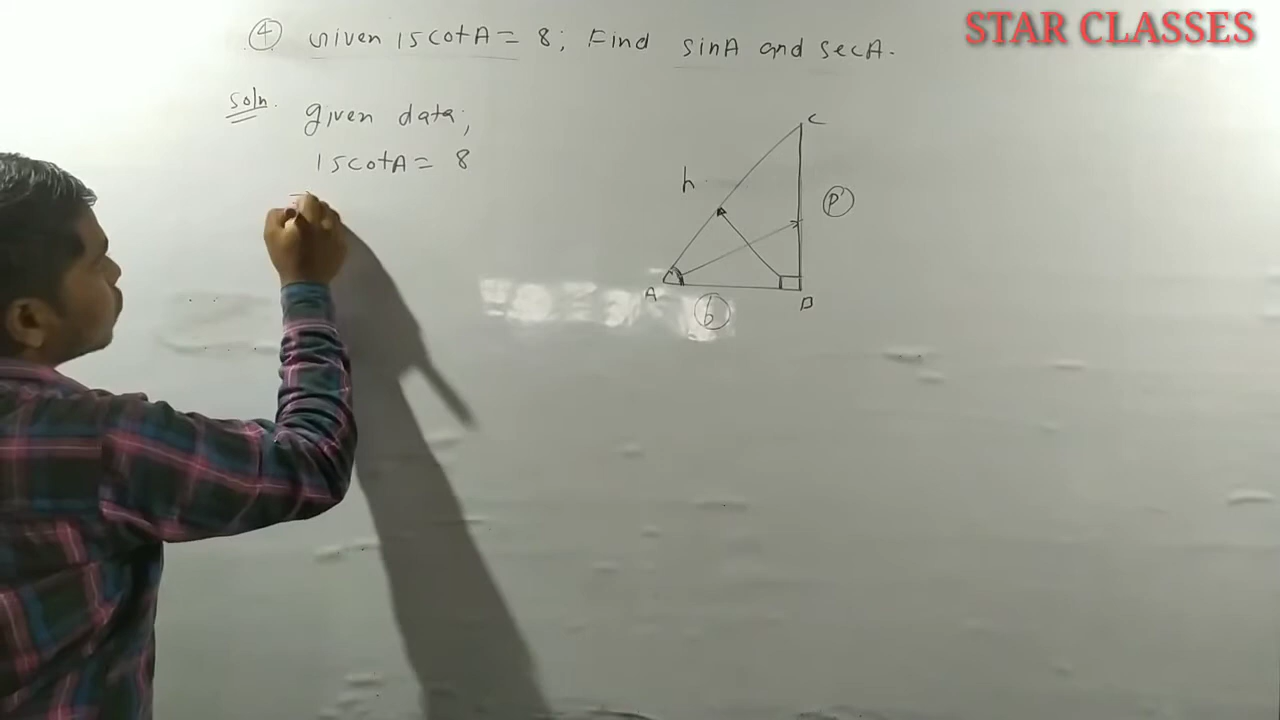 STAR CLASSES
④ Given 15cotA = 8; Find sinA and secA.
Soln. given data;
15cotA = 8
C
h
p
A
b
B